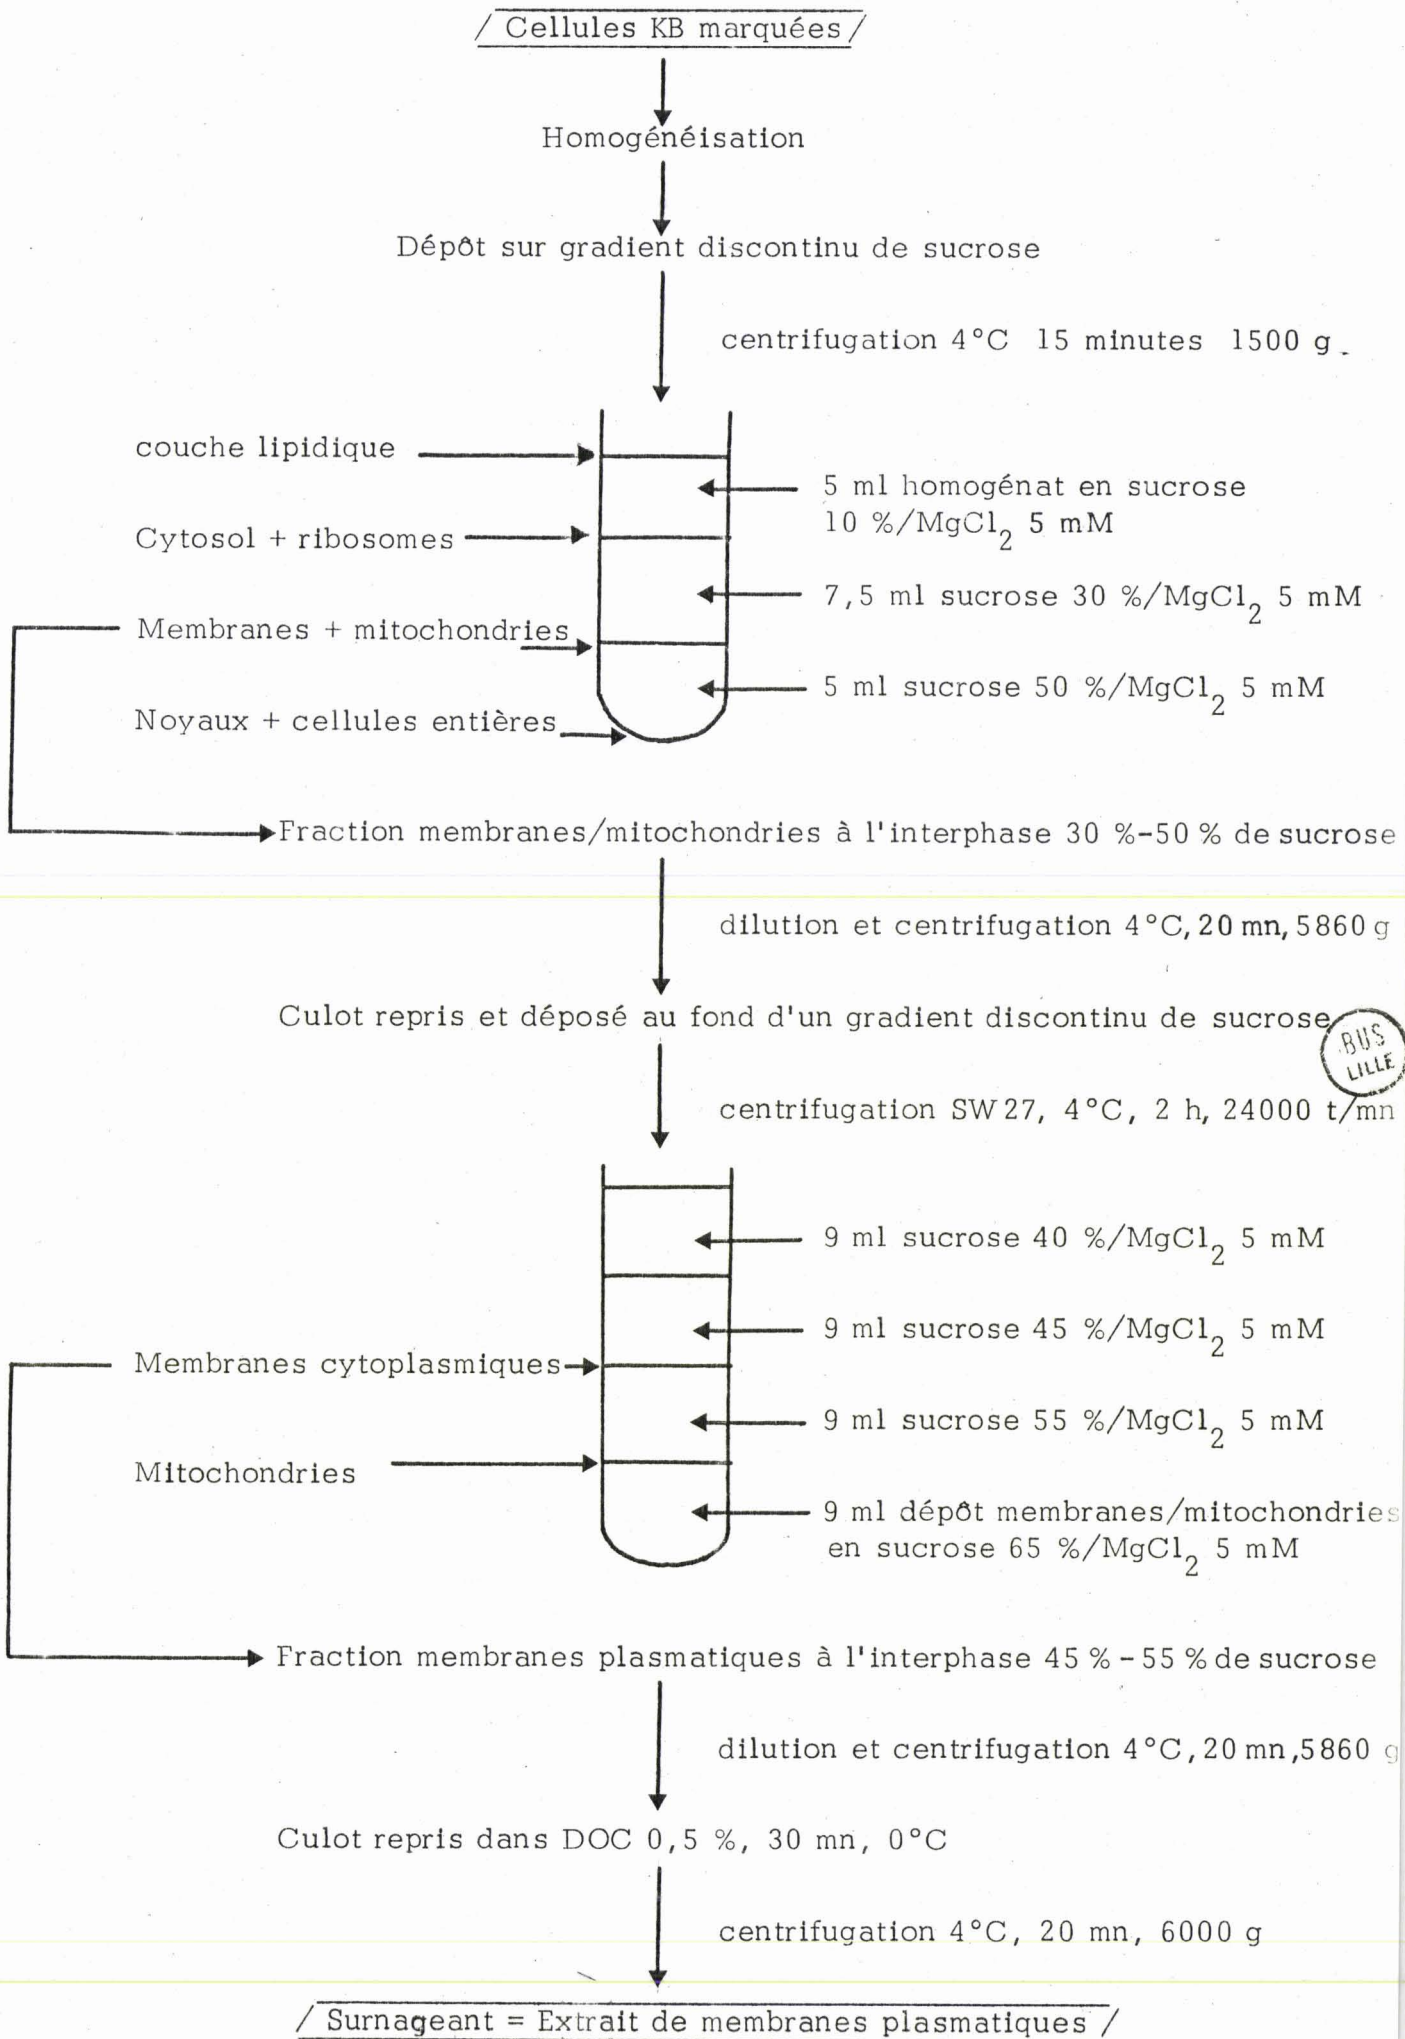 Cellules KB marquées
Homogénéisation
Dépôt sur gradient discontinu de sucrose
centrifugation 4°C 15 minutes 1500 g
couche lipidique
5 ml homogénat en sucrose
10 %/MgCl2 5 mM
Cytosol + ribosomes
7,5 ml sucrose 30 %/MgCl2 5 mM
Membranes + mitochondries
5 ml sucrose 50 %/MgCl2 5 mM
Noyaux + cellules entières
Fraction membranes/mitochondries à l'interphase 30 %-50 % de sucrose
dilution et centrifugation 4°C, 20 mn, 5860 g
Culot repris et déposé au fond d'un gradient discontinu de sucrose
BUS
LILLE
centrifugation SW27, 4°C, 2 h, 24000 t/mn
9 ml sucrose 40 %/MgCl2 5 mM
9 ml sucrose 45 %/MgCl2 5 mM
Membranes cytoplasmiques
9 ml sucrose 55 %/MgCl2 5 mM
Mitochondries
9 ml dépôt membranes/mitochondries
en sucrose 65 %/MgCl2 5 mM
Fraction membranes plasmatiques à l'interphase 45 % - 55 % de sucrose
dilution et centrifugation 4°C, 20 mn, 5860 g
Culot repris dans DOC 0,5 %, 30 mn, 0°C
centrifugation 4°C, 20 mn, 6000 g
Surnageant = Extrait de membranes plasmatiques